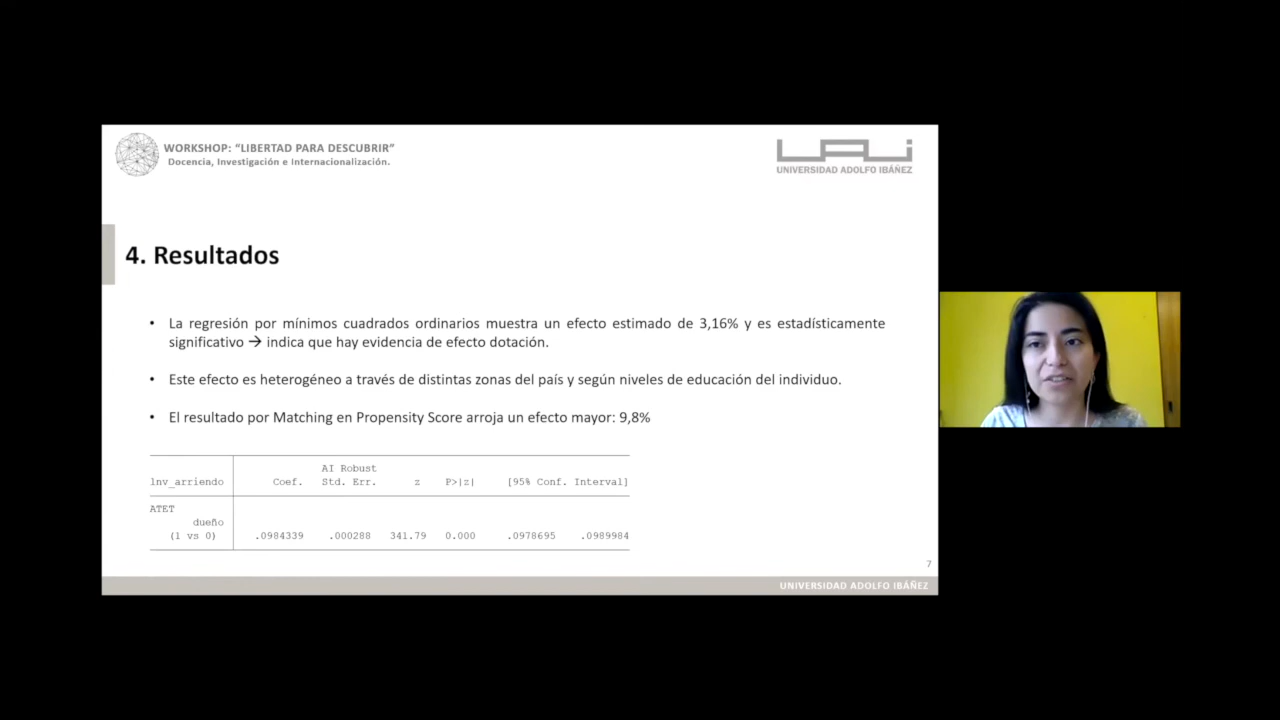 WORKSHOP: “LIBERTAD PARA DESCUBRIR”
Docencia, Investigación e Internacionalización.
UAI
UNIVERSIDAD ADOLFO IBÁÑEZ
4. Resultados
• La regresión por mínimos cuadrados ordinarios muestra un efecto estimado de 3,16% y es estadísticamente
significativo → indica que hay evidencia de efecto dotación.
• Este efecto es heterogéneo a través de distintas zonas del país y según niveles de educación del individuo.
• El resultado por Matching en Propensity Score arroja un efecto mayor: 9,8%
AI Robust
lnv_arriendo Coef. Std. Err. z P>|z| [95% Conf. Interval]
ATET
dueño
(1 vs 0) .0984339 .000288 341.79 0.000 .0978695 .0989984
7
UNIVERSIDAD ADOLFO IBÁÑEZ